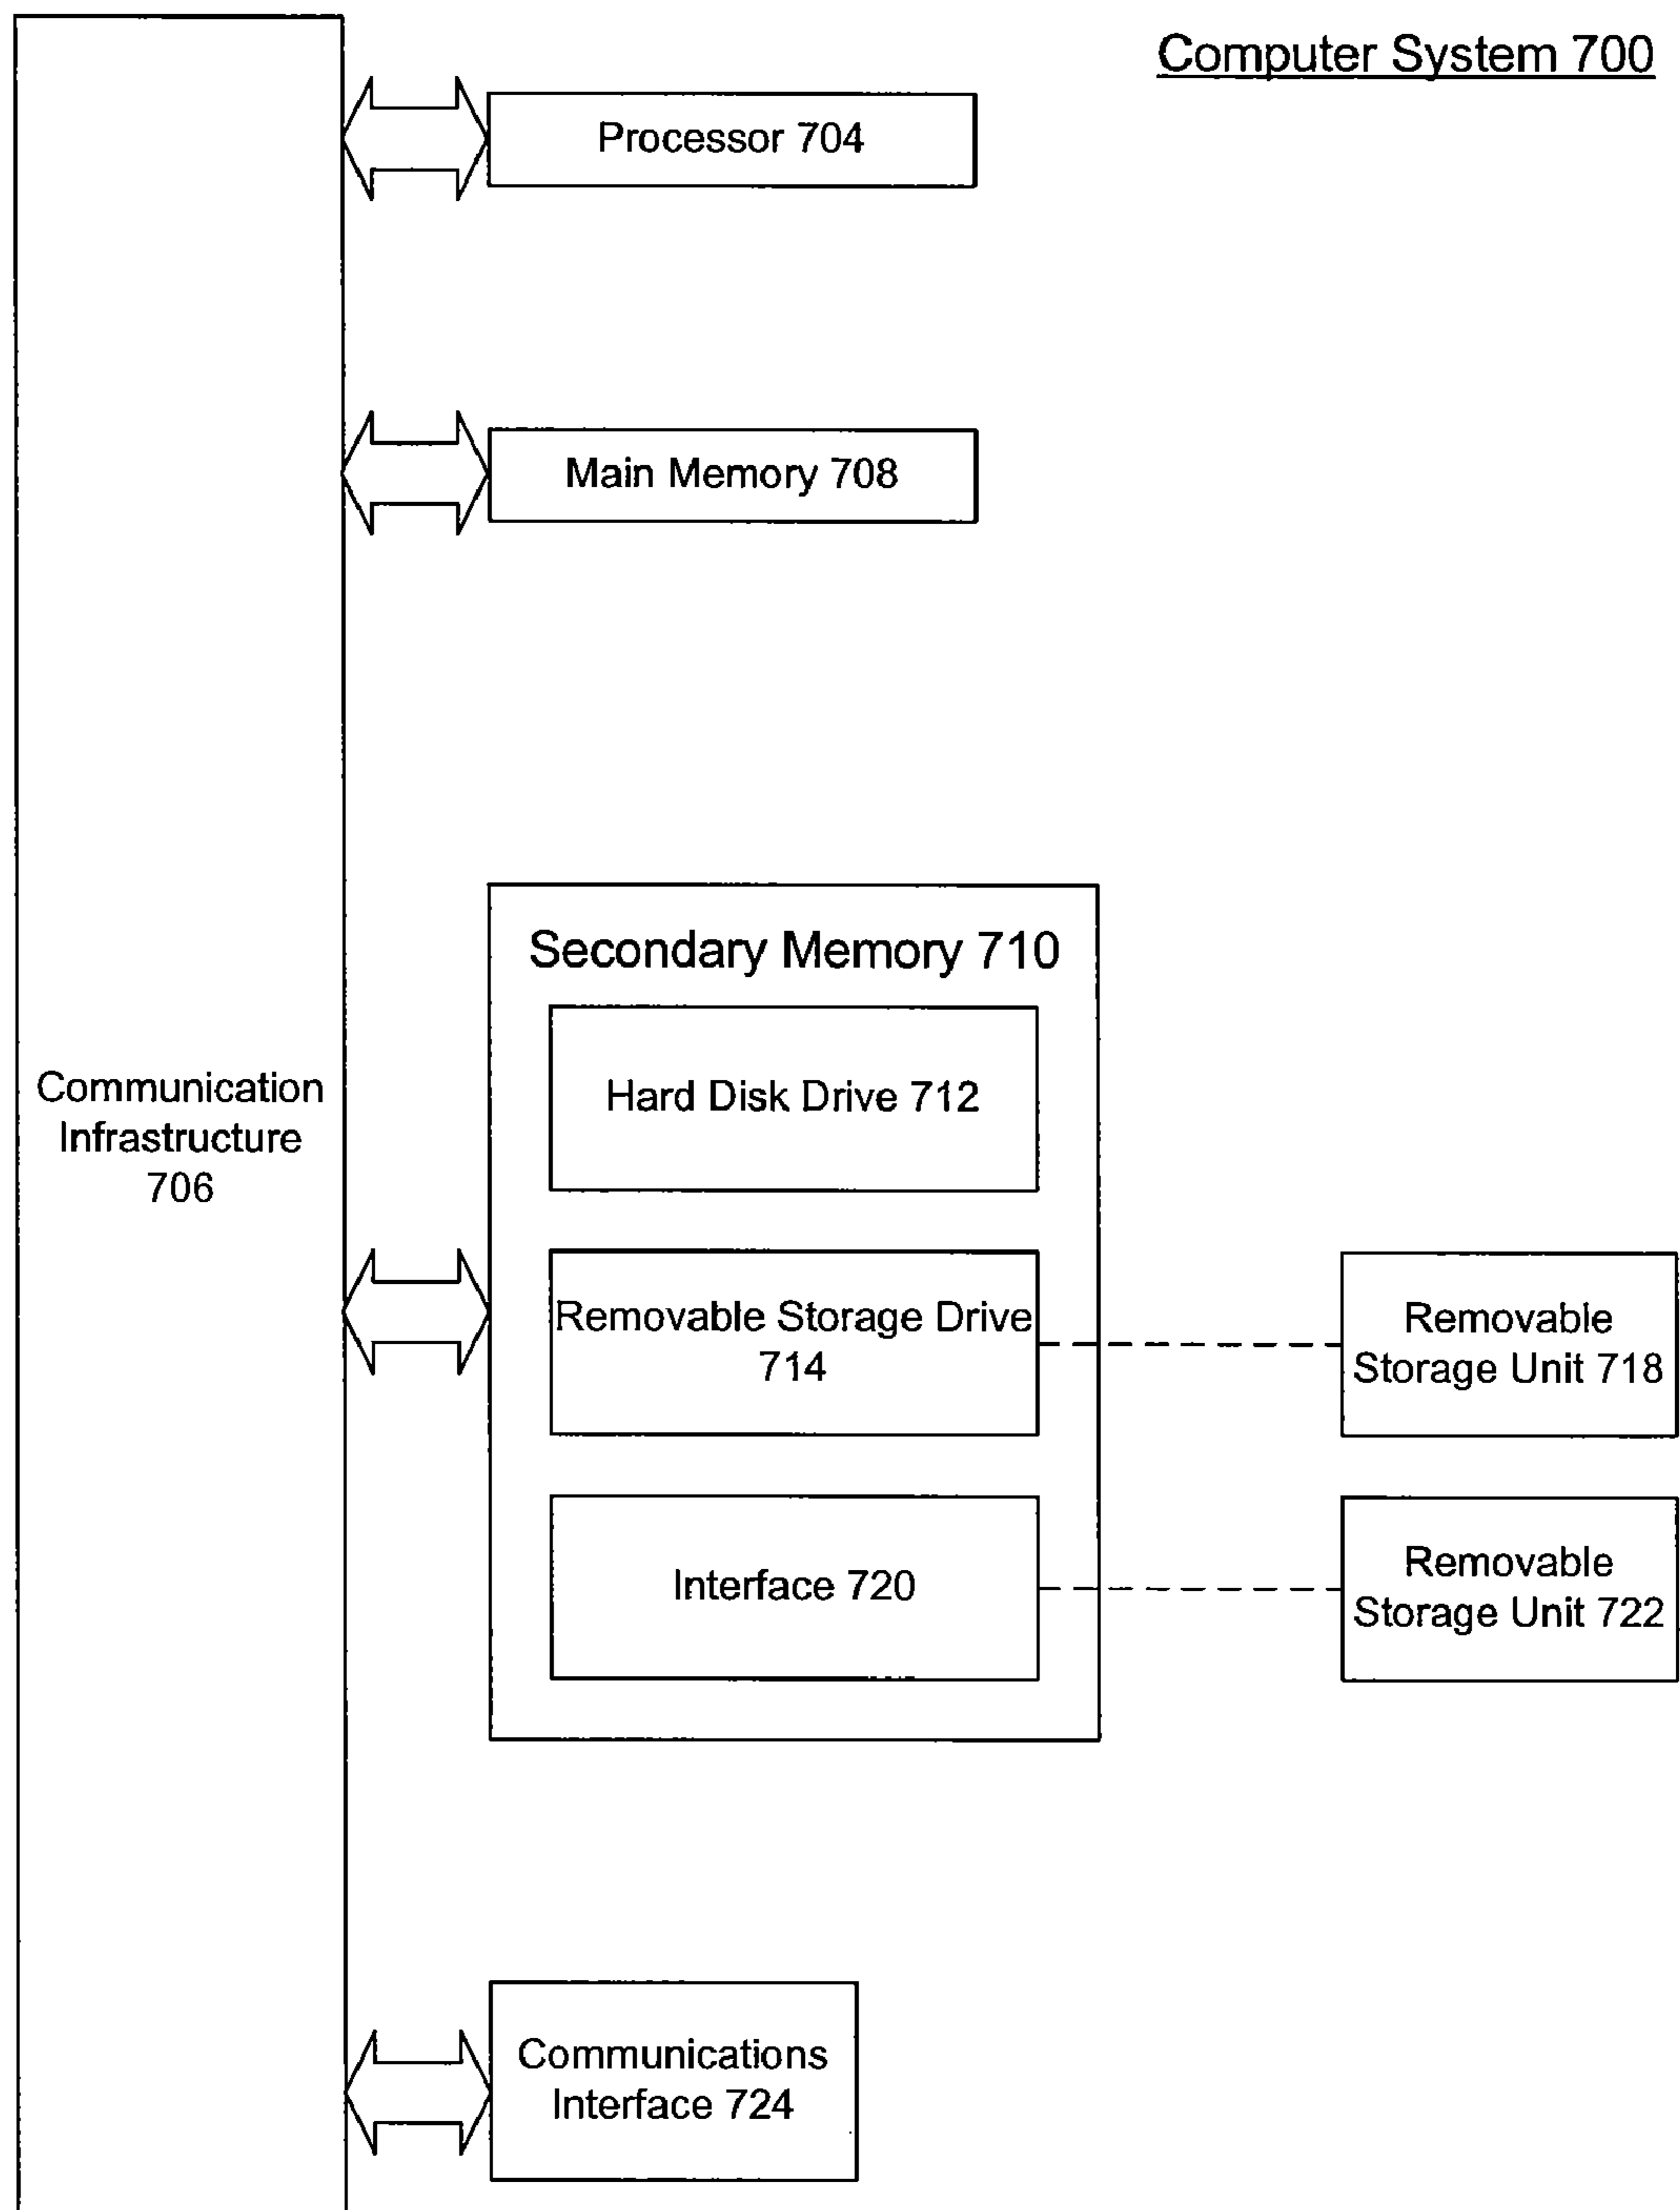 Computer System 700
Processor 704
Main Memory 708
Communication
Infrastructure
706
Secondary Memory 710
Hard Disk Drive 712
Removable Storage Drive
714
Removable
Storage Unit 718
Interface 720
Removable
Storage Unit 722
Communications
Interface 724